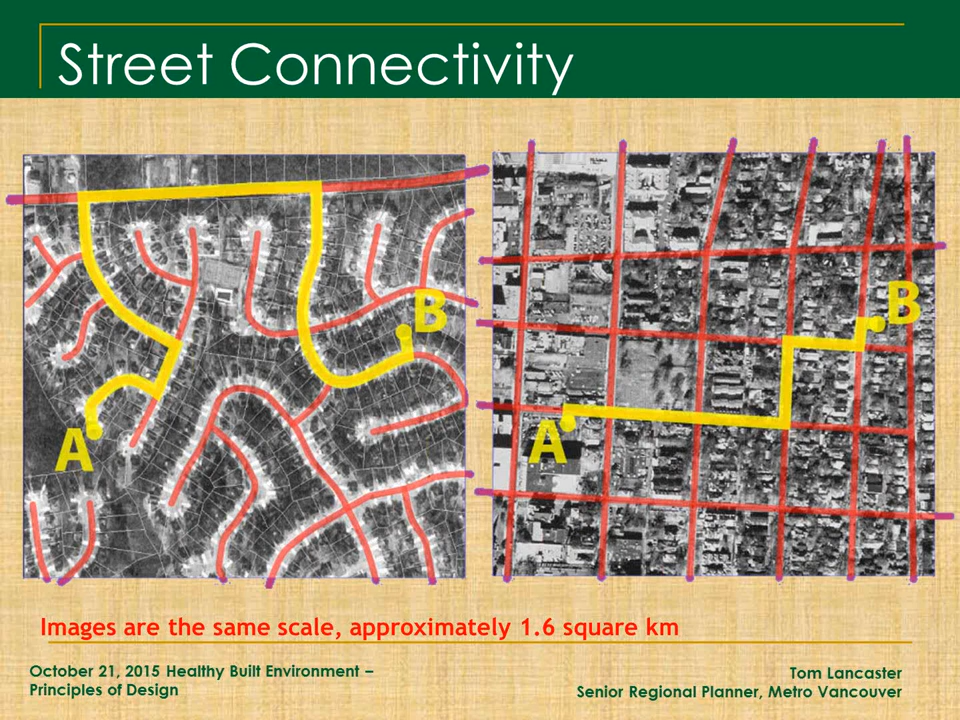 Street Connectivity
B
B
A
A
Images are the same scale, approximately 1.6 square km
October 21, 2015 Healthy Built Environment –
Principles of Design
Tom Lancaster
Senior Regional Planner, Metro Vancouver